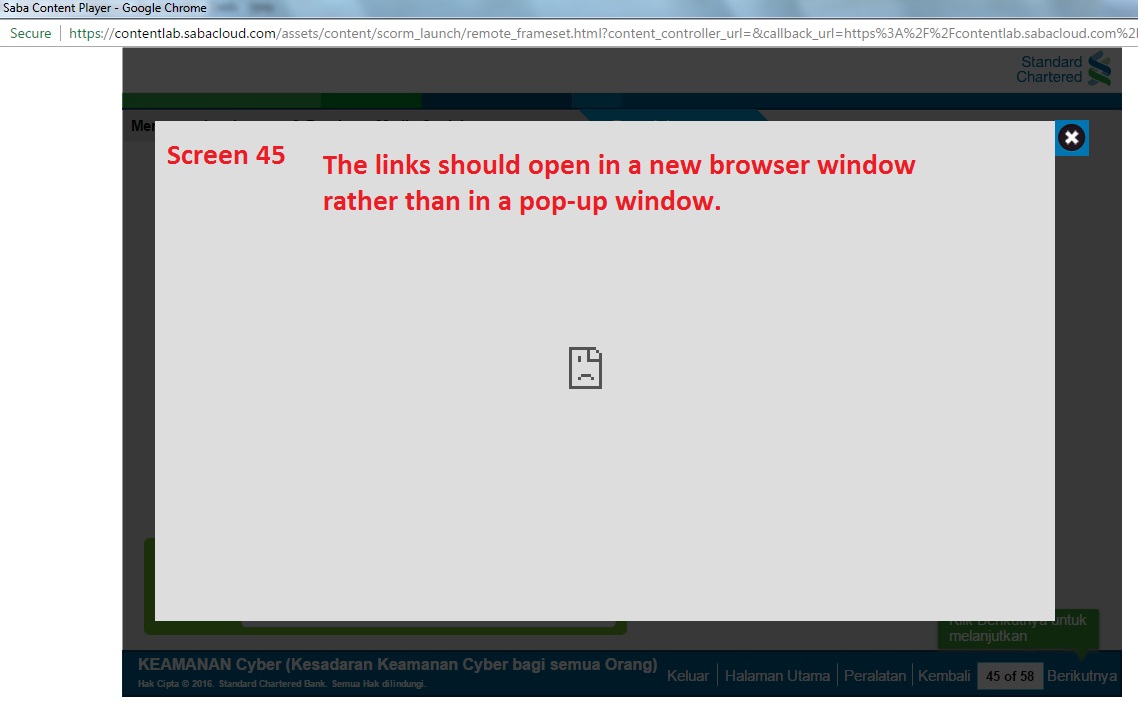 Saba Content Player - Google Chrome
Secure https://contentlab.sabacloud.com/assets/content/scorm_launch/remote_frameset.html?content_controller_url=&callback_url=https%3A%2F%2Fcontentlab.sabacloud.com%2
Standard
Chartered
Screen 45
The links should open in a new browser window
rather than in a pop-up window.
Klik Berikutnya untuk
melanjutkan
KEAMANAN Cyber (Kesadaran Keamanan Cyber bagi semua Orang)
Hak Cipta © 2016. Standard Chartered Bank. Semua Hak dilindungi.
Keluar Halaman Utama Peralatan Kembali 45 of 58 Berikutnya